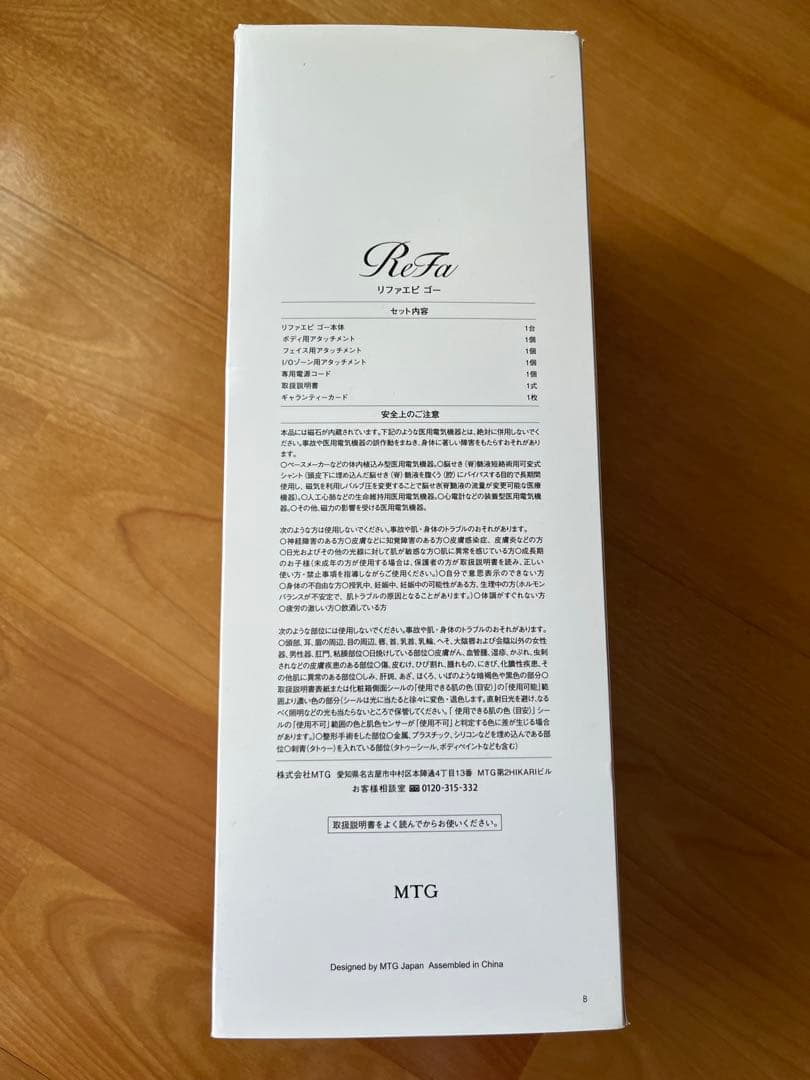 ReFa
リファエピ ゴー
セット内容
リファエピ ゴー本体 1台
ボディ用アタッチメント 1個
フェイス用アタッチメント 1個
I/Oゾーン用アタッチメント 1個
専用電源コード 1個
取扱説明書 1式
ギャランティーカード 1枚
安全上のご注意
本品には磁石が内蔵されています。下記のような医用電気機器とは、絶対に併用しないでく
ださい。事故や医用電気機器の誤作動をまねき、身体に著しい障害をもたらすおそれがあり
ます。
○ペースメーカーなどの体内植込み型医用電気機器。○脳せき(脊)髄液短絡術用可変式
シャント(頭皮下に埋め込んだ脳せき(脊)髄液を腹くう(腔)にバイパスする目的で長期間
使用し、磁気を利用しバルブ圧を変更することで脳せき(脊)髄液の流量が変更可能な医療
機器)。○人工心肺などの生命維持用医用電気機器。○心電計などの装着型医用電気機
器。○その他、磁力の影響を受ける医用電気機器。
次のような方は使用しないでください。事故や肌・身体のトラブルのおそれがあります。
○神経障害のある方○皮膚などに知覚障害のある方○皮膚感染症、皮膚炎などの方
○日光およびその他の光線に対して肌が敏感な方○肌に異常を感じている方○成長期
のお子様(未成年の方が使用する場合は、保護者の方が取扱説明書を読み、正しい
使い方・禁止事項を指導しながらご使用ください。)○自分で意思表示のできない方
○身体の不自由な方○授乳中、妊娠中、妊娠中の可能性がある方、生理中の方(ホルモン
バランスが不安定で、肌トラブルの原因となることがあります。)○体調がすぐれない方
○疲労の激しい方○飲酒している方
次のような部位には使用しないでください。事故や肌・身体のトラブルのおそれがあります。
○頭部、耳、眉の周辺、目の周辺、唇、首、乳首、乳輪、へそ、大陰唇および会陰以外の女性
器、男性器、肛門、粘膜部位○日焼けしている部位○皮膚がん、血管腫、湿疹、かぶれ、虫刺
されなどの皮膚疾患のある部位○傷、皮むけ、ひび割れ、腫れもの、にきび、化膿性疾患、そ
の他肌に異常のある部位○しみ、肝斑、あざ、ほくろ、いぼのような暗褐色や黒色の部分○
取扱説明書表紙または化粧箱側面シールの「使用できる肌の色(目安)」の「使用可能」範
囲より濃い色の部分(シールは光に当たると徐々に変色・退色します。直射日光を避け、なる
べく照明などの光も当たらないところで保管してください。「使用できる肌の色(目安)」シー
ルの「使用不可」範囲の色と肌色センサーが「使用不可」と判定する色に差が生じる場合
があります。)○整形手術をした部位○金属、プラスチック、シリコンなどを埋め込んである部
位○刺青(タトゥー)を入れている部位(タトゥーシール、ボディペイントなども含む)
株式会社MTG 愛知県名古屋市中村区本陣通4丁目13番 MTG第2HIKARIビル
お客様相談室 0120-315-332
取扱説明書をよく読んでからお使いください。
MTG
Designed by MTG Japan Assembled in China
B